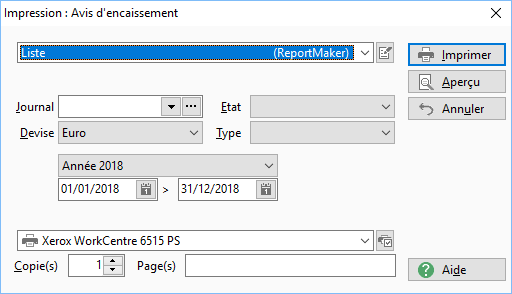 Impression : Avis d'encaissement
Liste (ReportMaker)
Imprimer
Aperçu
Annuler
Journal Etat
Devise Euro Type
Année 2018
01/01/2018 > 31/12/2018
Xerox WorkCentre 6515 PS
Copie(s) 1 Page(s)
Aide